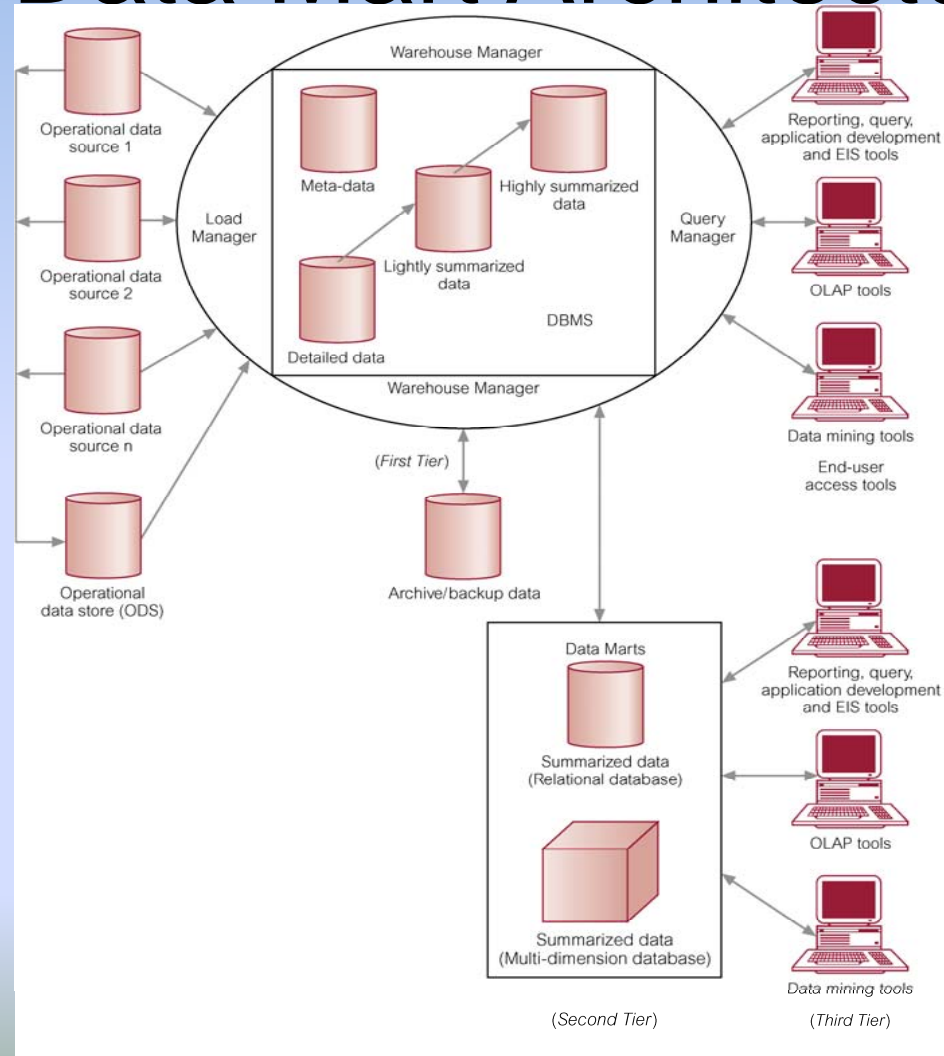 Data Mart Architect
Warehouse Manager
Operational data
source 1
Meta-data
Highly summarized
data
Reporting, query,
application development
and EIS tools
Load
Manager
Query
Manager
Operational data
source 2
Lightly summarized
data
OLAP tools
DBMS
Detailed data
Warehouse Manager
Operational data
source n
Data mining tools
(First Tier)
End-user
access tools
Operational
data store (ODS)
Archive/backup data
Data Marts
Reporting, query,
application development
and EIS tools
Summarized data
(Relational database)
OLAP tools
Summarized data
(Multi-dimension database)
Data mining tools
(Second Tier)
(Third Tier)